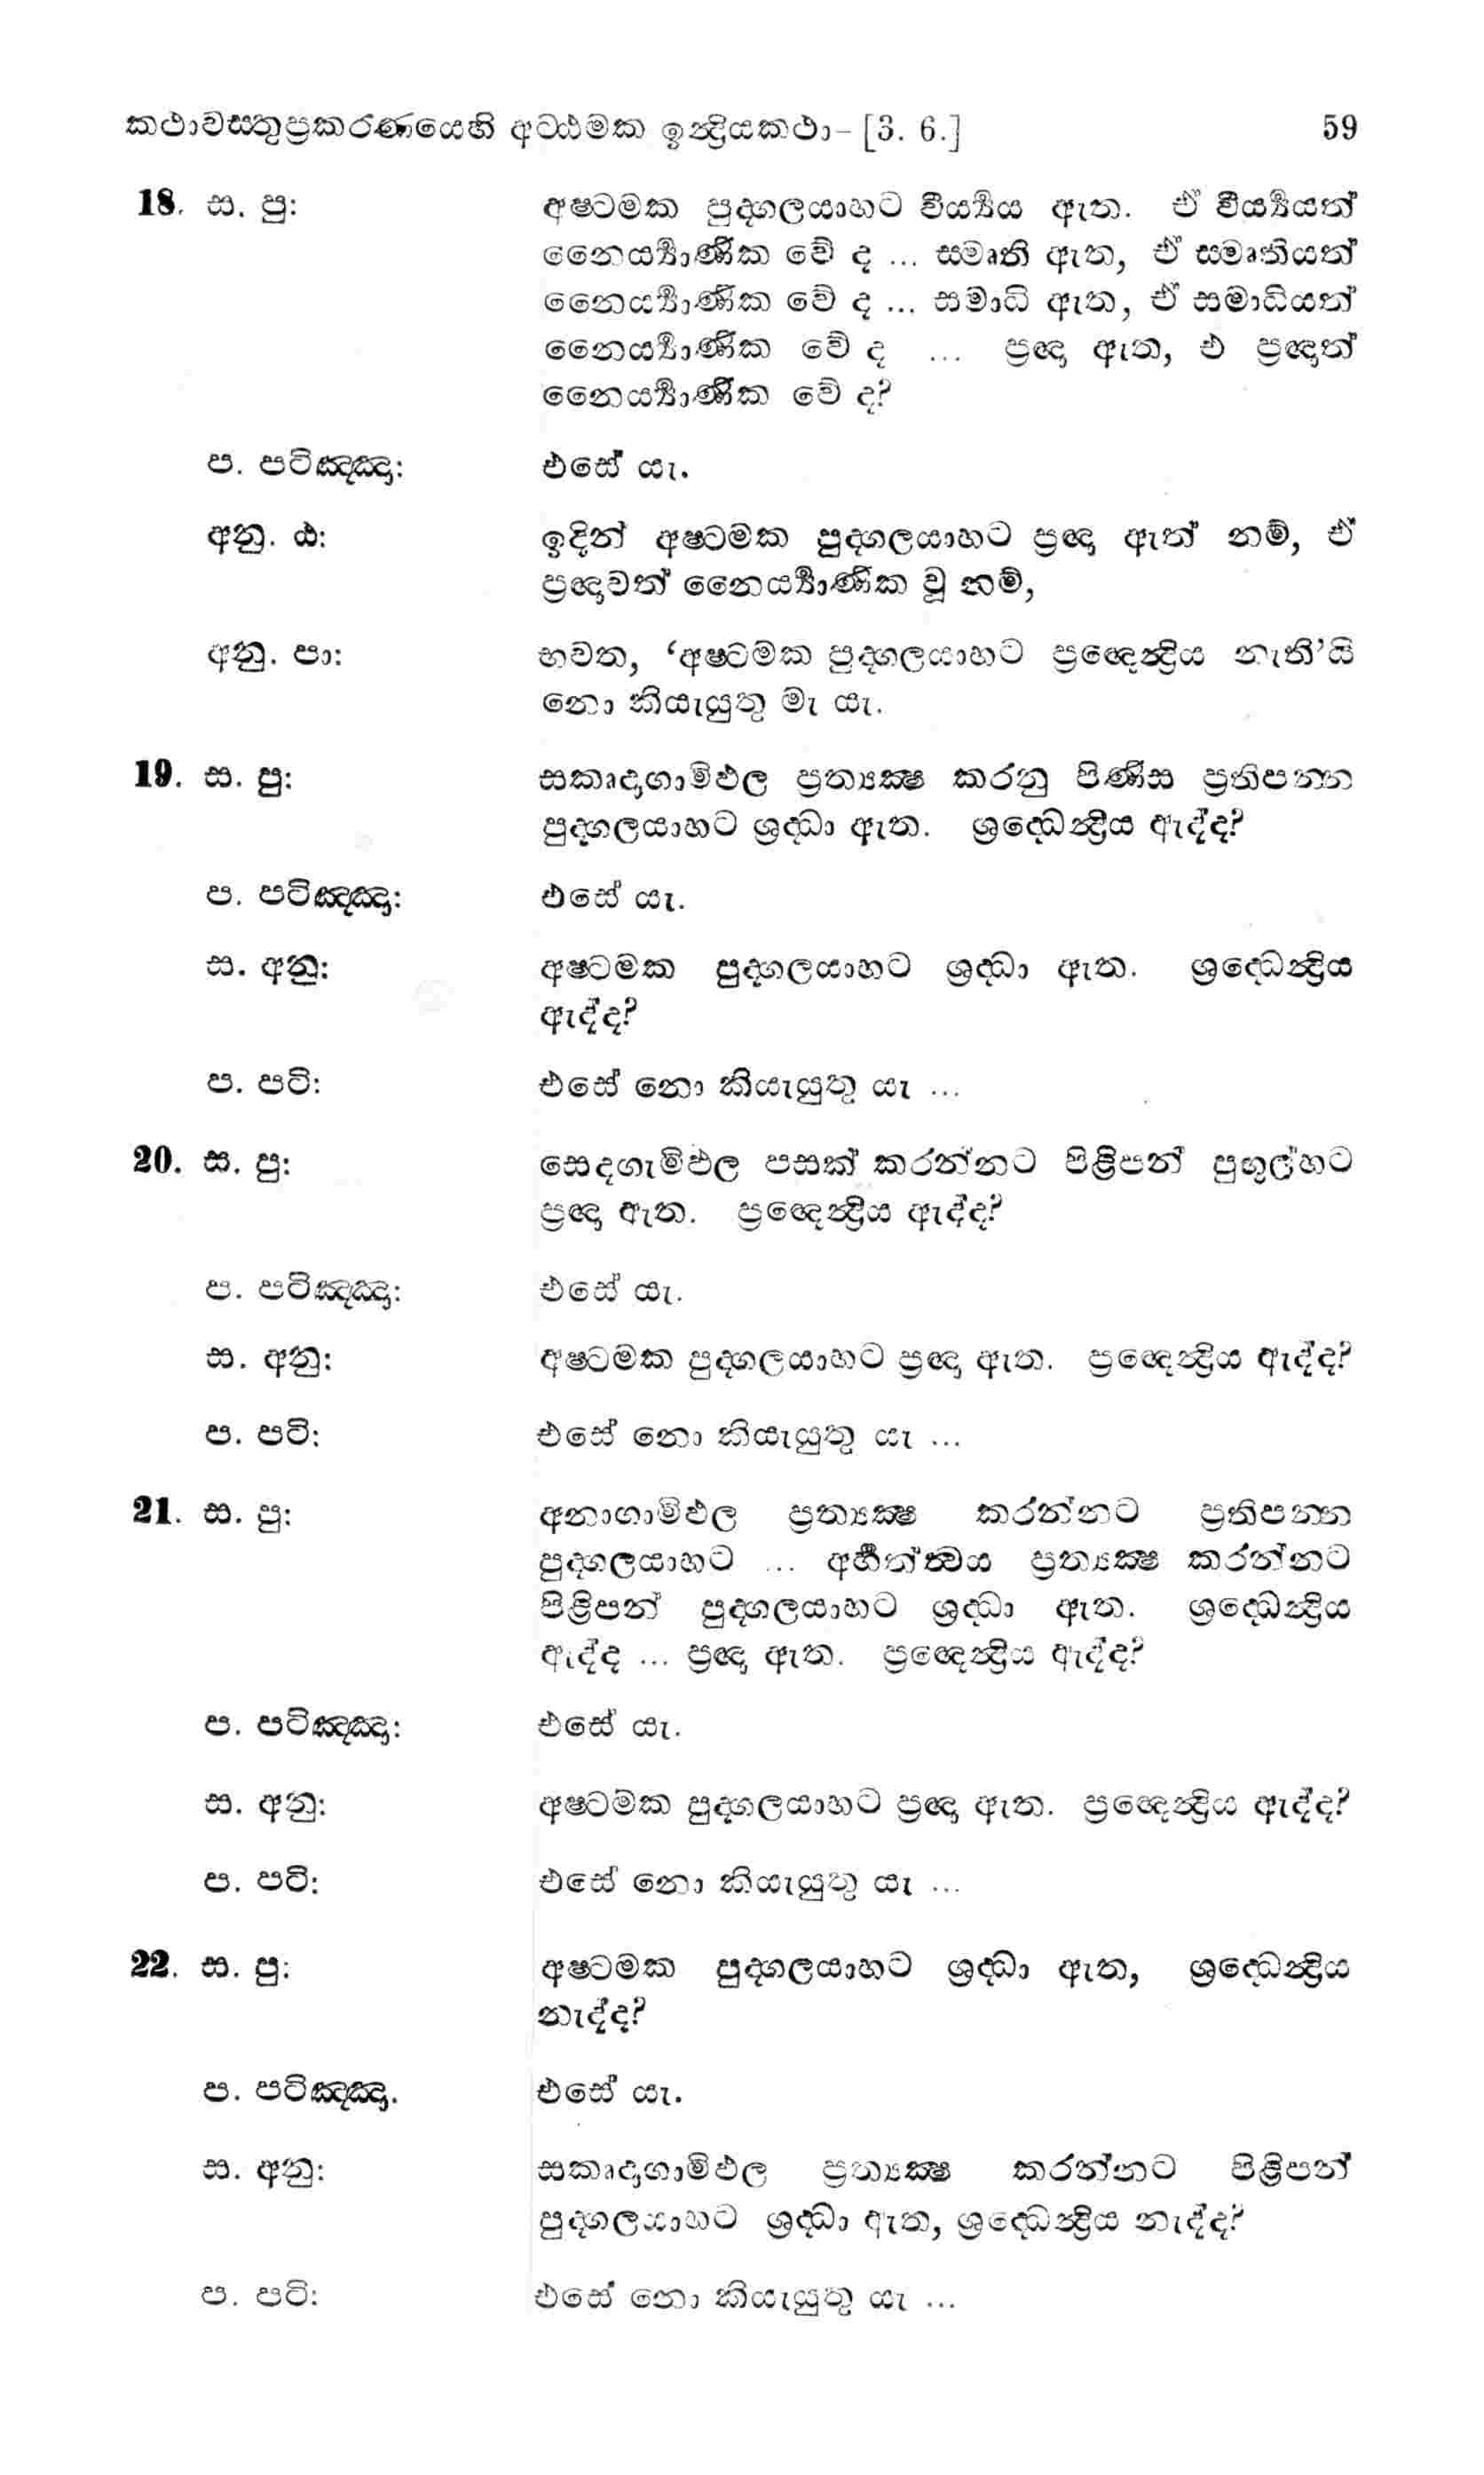 කථාවස්තුප්‍රකරණයෙහි අට්ඨමක ඉන්ද්‍රියකථා – [3. 6.] 59
18. ස. පු: අෂ්ටමක පුද්ගලයාහට වීර්‍ය්‍යය ඇත. ඒ වීර්‍ය්‍යයත්
නෛර්‍ය්‍යාණික වේ ද ... සමෘති ඇත, ඒ සමෘතියත්
නෛර්‍ය්‍යාණික වේ ද ... සමාධි ඇත, ඒ සමාධියත්
නෛර්‍ය්‍යාණික වේ ද ... ප්‍රඥා ඇත, එ ප්‍රඥාත්
නෛර්‍ය්‍යාණික වේ ද?
ප. පටිඤ්ඤා: එසේ යැ.
අනු. ඨ: ඉදින් අෂ්ටමක පුද්ගලයාහට ප්‍රඥා ඇත් නම්, ඒ
ප්‍රඥාවත් නෛර්‍ය්‍යාණික වූ නම්,
අනු. පා: භවත, ‘අෂ්ටමක පුද්ගලයාහට ප්‍රඥෙන්ද්‍රිය නැති’යි
නො කියැයුතු මැ යැ.
19. ස. පු: සකෘදාගාමිඵල ප්‍රත්‍යක්ෂ කරනු පිණිස ප්‍රතිපන්න
පුද්ගලයාහට ශ්‍රද්ධා ඇත. ශ්‍රද්ධෙන්ද්‍රිය ඇද්ද?
ප. පටිඤ්ඤා: එසේ යැ.
ස. අනු: අෂ්ටමක පුද්ගලයාහට ශ්‍රද්ධා ඇත. ශ්‍රද්ධෙන්ද්‍රිය
ඇද්ද?
ප. පටි: එසේ නො කියැයුතු යැ ...
20. ස. පු: සෙදගැමිඵල පසක් කරන්නට පිළිපන් පුඟුල්හට
ප්‍රඥා ඇත. ප්‍රඥෙන්ද්‍රිය ඇද්ද?
ප. පටිඤ්ඤා: එසේ යැ.
ස. අනු: අෂ්ටමක පුද්ගලයාහට ප්‍රඥා ඇත. ප්‍රඥෙන්ද්‍රිය ඇද්ද?
ප. පටි: එසේ නො කියැයුතු යැ ...
21. ස. පු: අනාගාමිඵල ප්‍රත්‍යක්ෂ කරන්නට ප්‍රතිපන්න
පුද්ගලයාහට ... අර්හත්ත්වය ප්‍රත්‍යක්ෂ කරන්නට
පිළිපන් පුද්ගලයාහට ශ්‍රද්ධා ඇත. ශ්‍රද්ධෙන්ද්‍රිය
ඇද්ද ... ප්‍රඥා ඇත. ප්‍රඥෙන්ද්‍රිය ඇද්ද?
ප. පටිඤ්ඤා: එසේ යැ.
ස. අනු: අෂ්ටමක පුද්ගලයාහට ප්‍රඥා ඇත. ප්‍රඥෙන්ද්‍රිය ඇද්ද?
ප. පටි: එසේ නො කියැයුතු යැ ...
22. ස. පු: අෂ්ටමක පුද්ගලයාහට ශ්‍රද්ධා ඇත, ශ්‍රද්ධෙන්ද්‍රිය
නැද්ද?
ප. පටිඤ්ඤා. එසේ යැ.
ස. අනු: සකෘදාගාමිඵල ප්‍රත්‍යක්ෂ කරන්නට පිළිපන්
පුද්ගලයාහට ශ්‍රද්ධා ඇත, ශ්‍රද්ධෙන්ද්‍රිය නැද්ද?
ප. පටි: එසේ නො කියැයුතු යැ ...